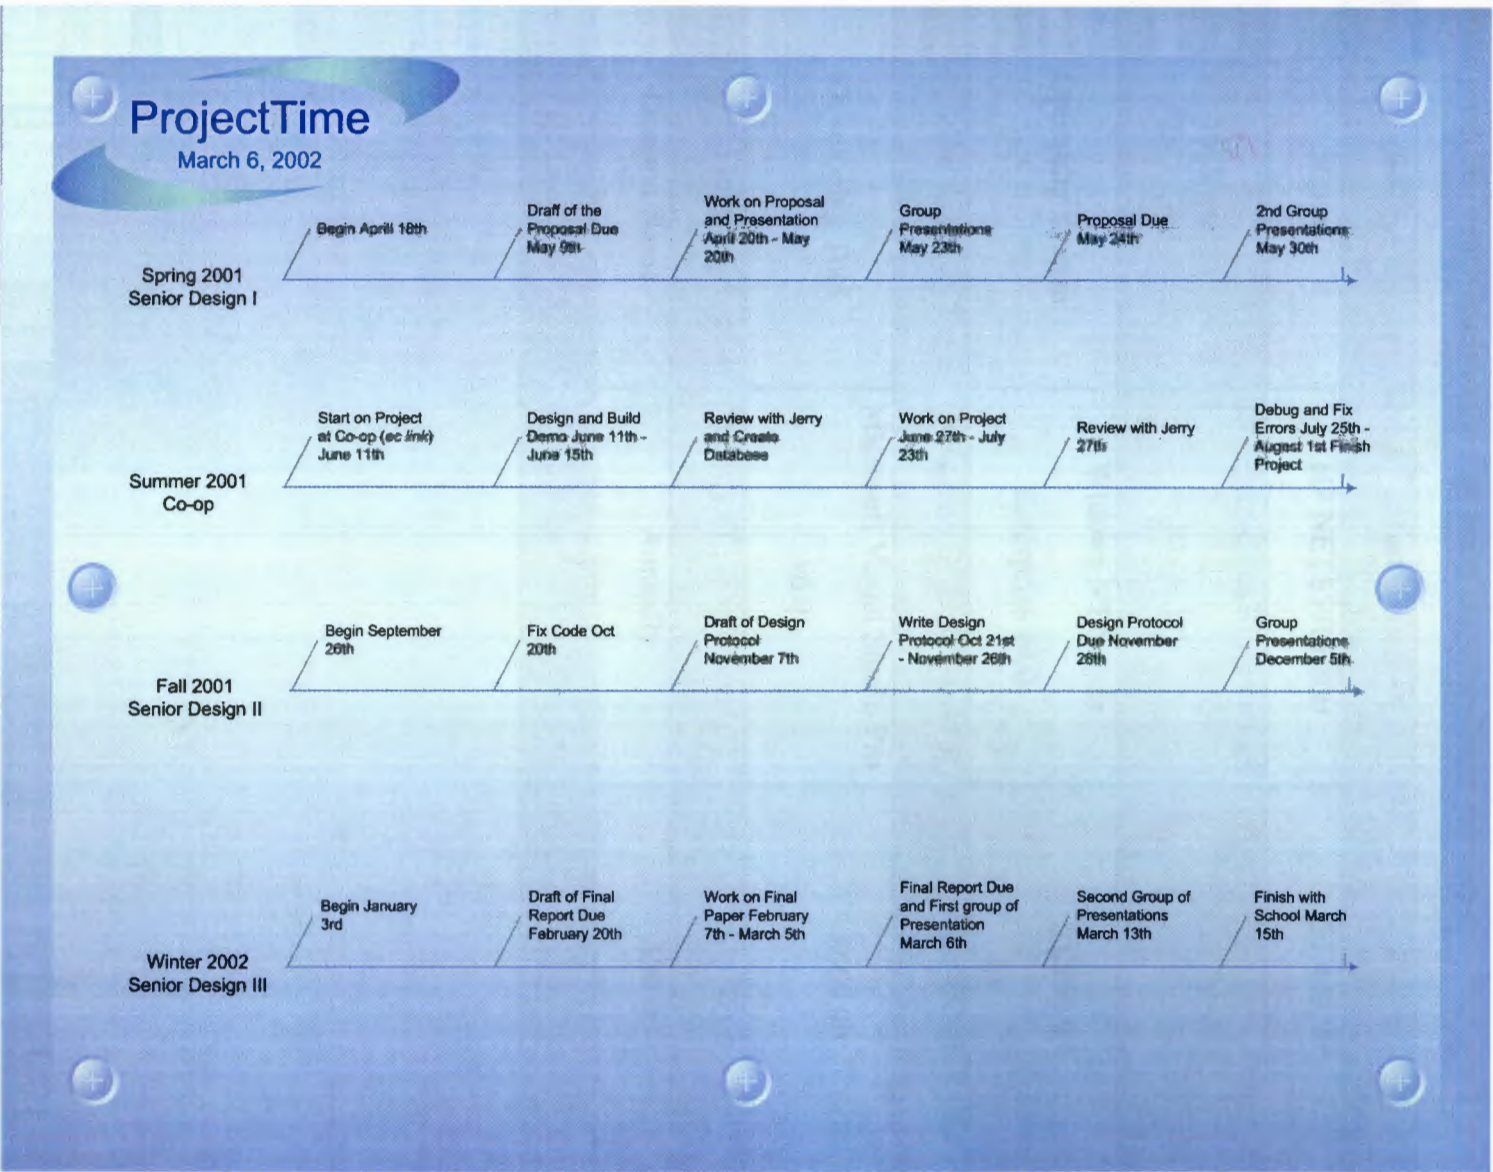 ProjectTime
March 6, 2002
Spring 2001
Senior Design I
Begin Aprill 18th
Draft of the
Proposal Due
May 9th
Work on Proposal
and Presentation
April 20th - May
20th
Group
Presentations
May 23th
Proposal Due
May 24th
2nd Group
Presentations
May 30th
Summer 2001
Co-op
Start on Project
at Co-op (ec link)
June 11th
Design and Build
Demo June 11th -
June 15th
Review with Jerry
and Create
Database
Work on Project
June 27th - July
23th
Review with Jerry
27th
Debug and Fix
Errors July 25th -
Augest 1st Finish
Project
Fall 2001
Senior Design II
Begin September
26th
Fix Code Oct
20th
Draft of Design
Protocol
November 7th
Write Design
Protocol Oct 21st
- November 26th
Design Protocol
Due November
28th
Group
Presentations
December 5th
Winter 2002
Senior Design III
Begin January
3rd
Draft of Final
Report Due
February 20th
Work on Final
Paper February
7th - March 5th
Final Report Due
and First group of
Presentation
March 6th
Second Group of
Presentations
March 13th
Finish with
School March
15th